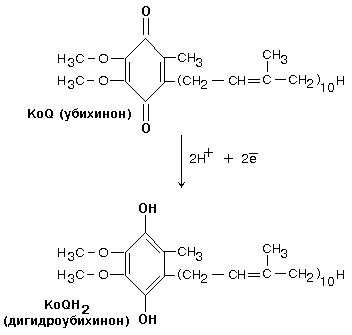 O
H₃C–O CH₃ CH₃
H₃C–O (CH₂ – CH=C – CH₂)₁₀H
O
KoQ (убихинон)
2H⁺ + 2e̅
OH
H₃C–O CH₃ CH₃
H₃C–O (CH₂ – CH=C – CH₂)₁₀H
OH
KoQH₂
(дигидроубихинон)